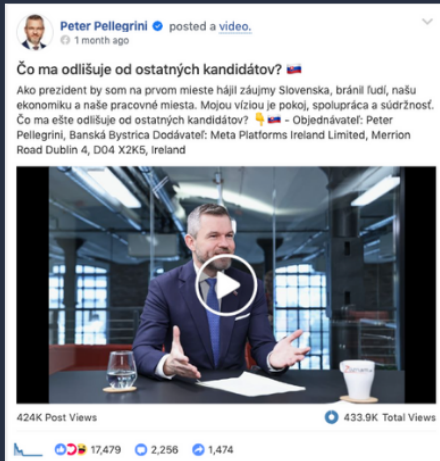 Peter Pellegrini posted a video.
1 month ago
Čo ma odlišuje od ostatných kandidátov?
Ako prezident by som na prvom mieste hájil záujmy Slovenska, bránil ľudí, našu
ekonomiku a naše pracovné miesta. Mojou víziou je pokoj, spolupráca a súdržnosť.
Čo ma ešte odlišuje od ostatných kandidátov? 👇🇸🇰 - Objednávateľ: Peter
Pellegrini, Banská Bystrica Dodávateľ: Meta Platforms Ireland Limited, Merrion
Road Dublin 4, D04 X2K5, Ireland
424K Post Views
433.9K Total Views
17,479
2,256
1,474